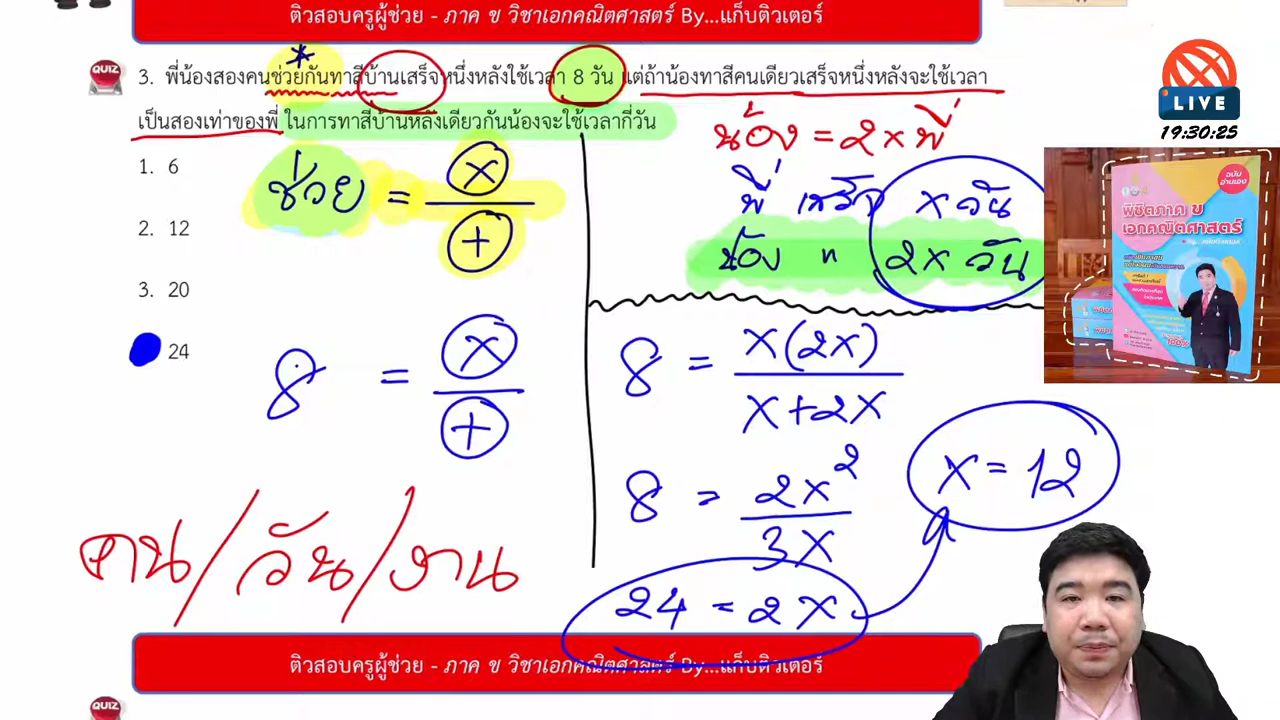 ติวสอบครูผู้ช่วย - ภาค ข วิชาเอกคณิตศาสตร์ By...แก็บติวเตอร์
QUIZ
3. พี่น้องสองคนช่วยกันทาสีบ้านเสร็จหนึ่งหลังใช้เวลา 8 วัน แต่ถ้าน้องทาสีคนเดียวเสร็จหนึ่งหลังจะใช้เวลา
เป็นสองเท่าของพี่ ในการทาสีบ้านหลังเดียวกันน้องจะใช้เวลากี่วัน
1. 6
2. 12
3. 20
24
ช่วย = x / +
8 = x / +
คน/วัน/งาน
น้อง = 2 x พี่
พี่ เสร็จ x วัน
น้อง " 2x วัน
8 = x(2x) / x+2x
8 = 2x² / 3x
24 = 2x
x = 12
LIVE
19:30:25
ฉบับ
อ่านเอง
พิชิตภาค ข
เอกคณิตศาสตร์
ติวสอบครูผู้ช่วย - ภาค ข วิชาเอกคณิตศาสตร์ By...แก็บติวเตอร์
QUIZ